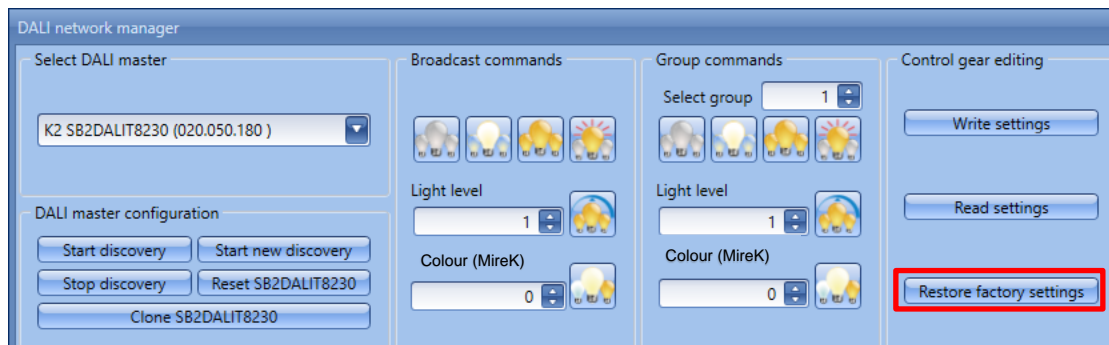 DALI network manager
Select DALI master
K2 SB2DALIT8230 (020.050.180 )
DALI master configuration
Start discovery
Start new discovery
Stop discovery
Reset SB2DALIT8230
Clone SB2DALIT8230
Broadcast commands
Light level
1
Colour (MireK)
0
Group commands
Select group
1
Light level
1
Colour (MireK)
0
Control gear editing
Write settings
Read settings
Restore factory settings